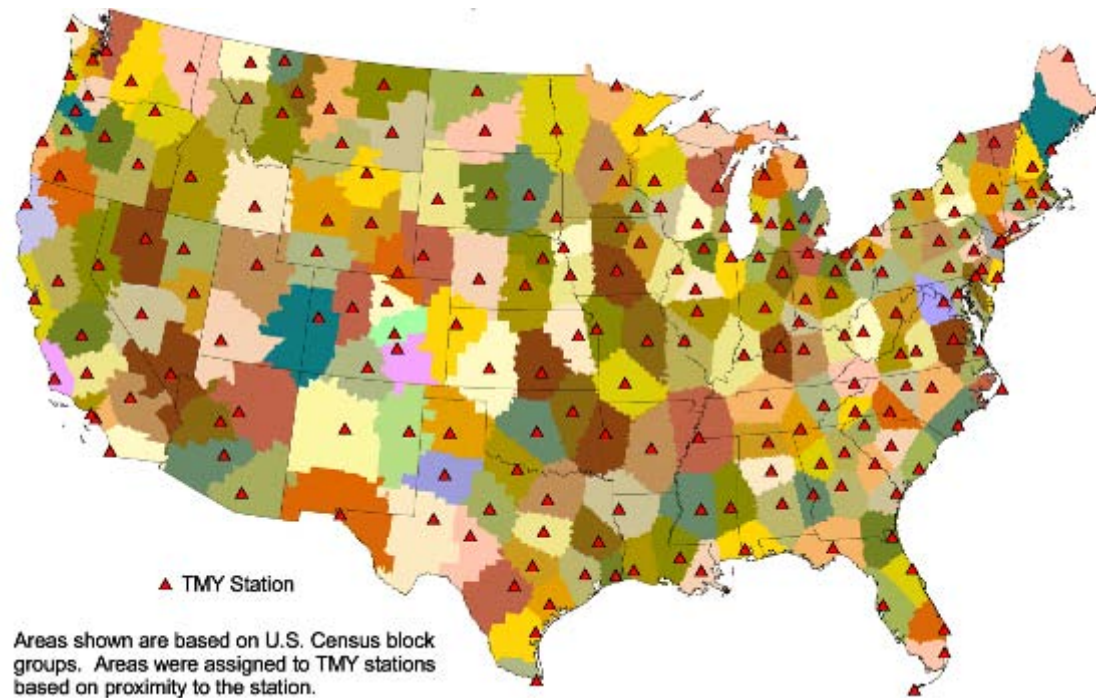 TMY Station
Areas shown are based on U.S. Census block
groups.  Areas were assigned to TMY stations
based on proximity to the station.